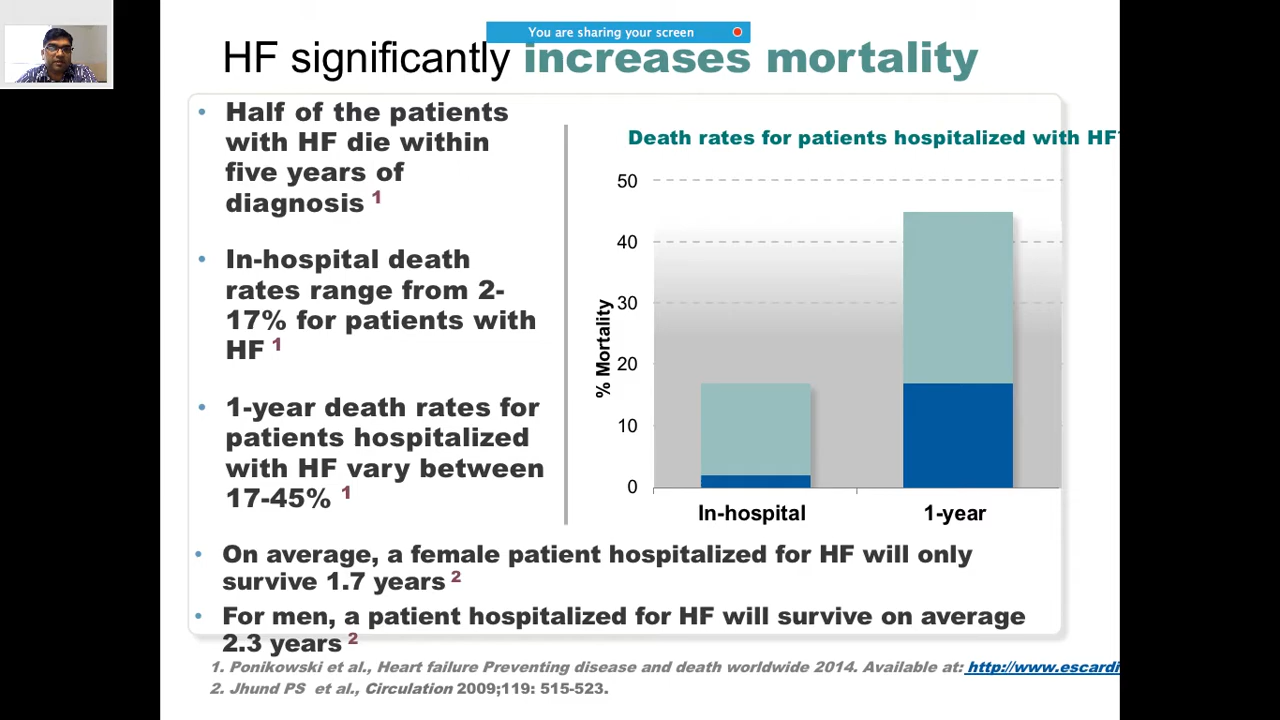 You are sharing your screen
HF significantly increases mortality
• Half of the patients
with HF die within
five years of
diagnosis 1
• In-hospital death
rates range from 2-
17% for patients with
HF 1
• 1-year death rates for
patients hospitalized
with HF vary between
17-45% 1
Death rates for patients hospitalized with HF
50
40
30
20
10
0
% Mortality
In-hospital
1-year
• On average, a female patient hospitalized for HF will only
survive 1.7 years 2
• For men, a patient hospitalized for HF will survive on average
2.3 years 2
1. Ponikowski et al., Heart failure Preventing disease and death worldwide 2014. Available at: http://www.escardi
2. Jhund PS et al., Circulation 2009;119: 515-523.